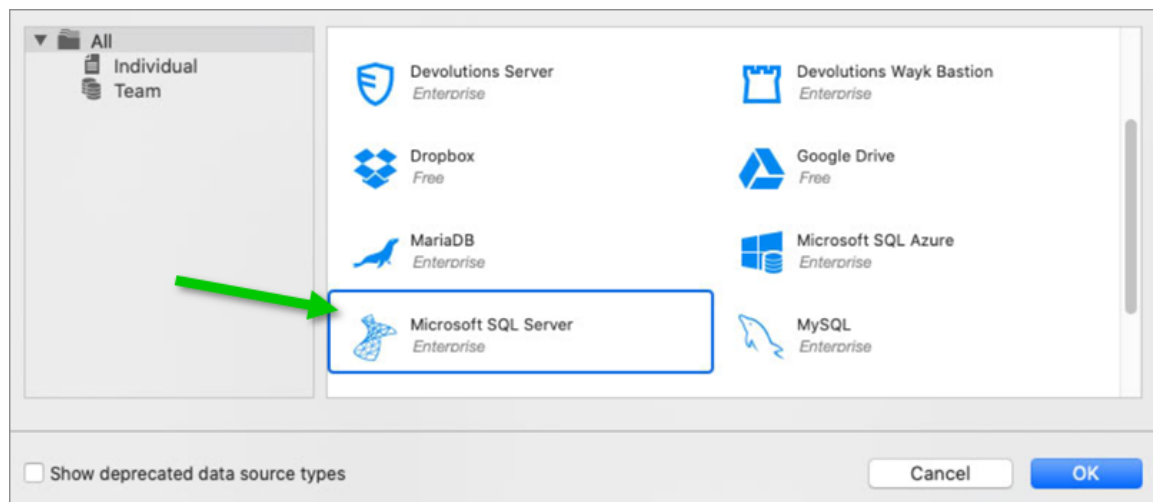 All
Individual
Team
Devolutions Server
Enterprise
Devolutions Wayk Bastion
Enterprise
Dropbox
Free
Google Drive
Free
MariaDB
Enterprise
Microsoft SQL Azure
Enterprise
Microsoft SQL Server
Enterprise
MySQL
Enterprise
Show deprecated data source types
Cancel
OK